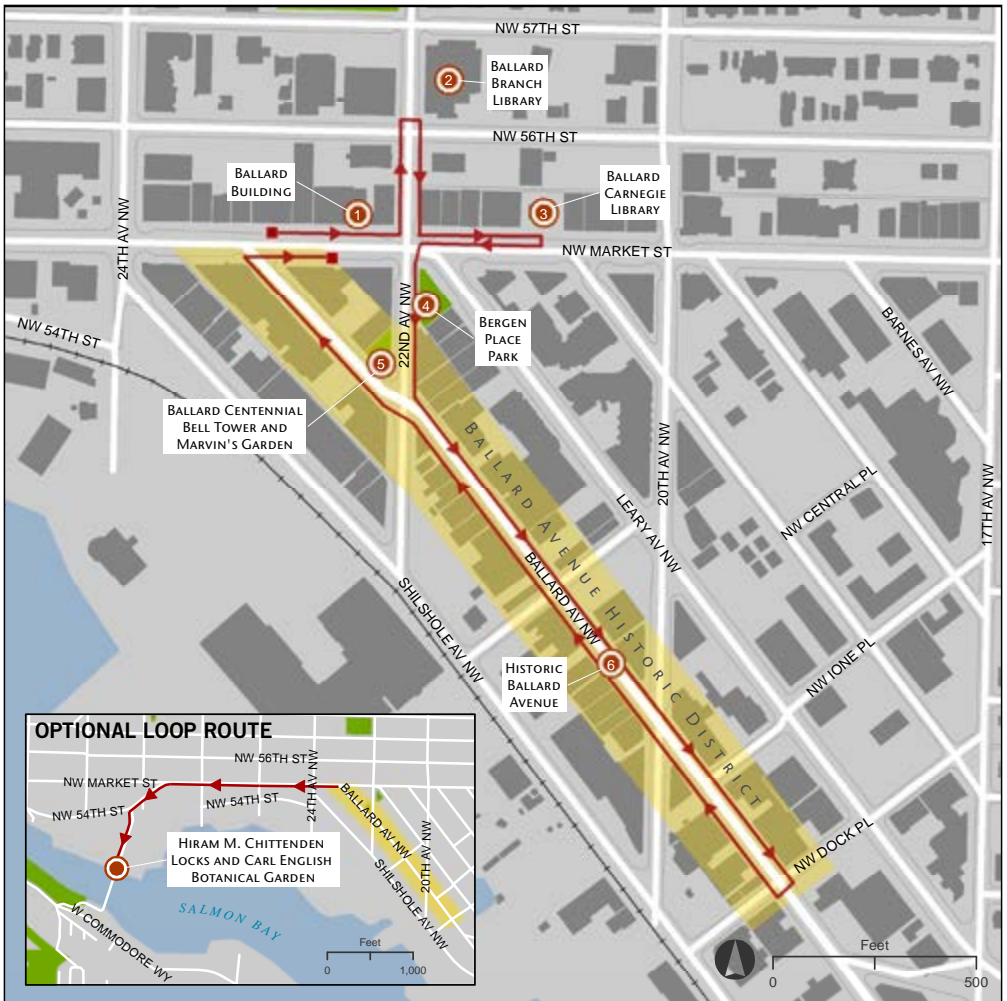 NW 57TH ST
2
BALLARD
BRANCH
LIBRARY
NW 56TH ST
BALLARD
BUILDING
1
3
BALLARD
CARNEGIE
LIBRARY
24TH AV NW
NW MARKET ST
4
22ND AV NW
BERGEN
PLACE
PARK
BARNES AV NW
NW 54TH ST
5
BALLARD CENTENNIAL
BELL TOWER AND
MARVIN'S GARDEN
BALLARD AVENUE HISTORIC DISTRICT
20TH AV NW
LEARY AV NW
NW CENTRAL PL
17TH AV NW
BALLARD AV NW
SHILSHOLE AV NW
6
HISTORIC
BALLARD
AVENUE
NW IONE PL
NW DOCK PL
Feet
0
500
OPTIONAL LOOP ROUTE
NW 56TH ST
24TH AV NW
NW MARKET ST
NW 54TH ST
NW 54TH ST
BALLARD AV NW
20TH AV NW
SHILSHOLE AV NW
HIRAM M. CHITTENDEN
LOCKS AND CARL ENGLISH
BOTANICAL GARDEN
SALMON BAY
W COMMODORE WY
Feet
0
1,000